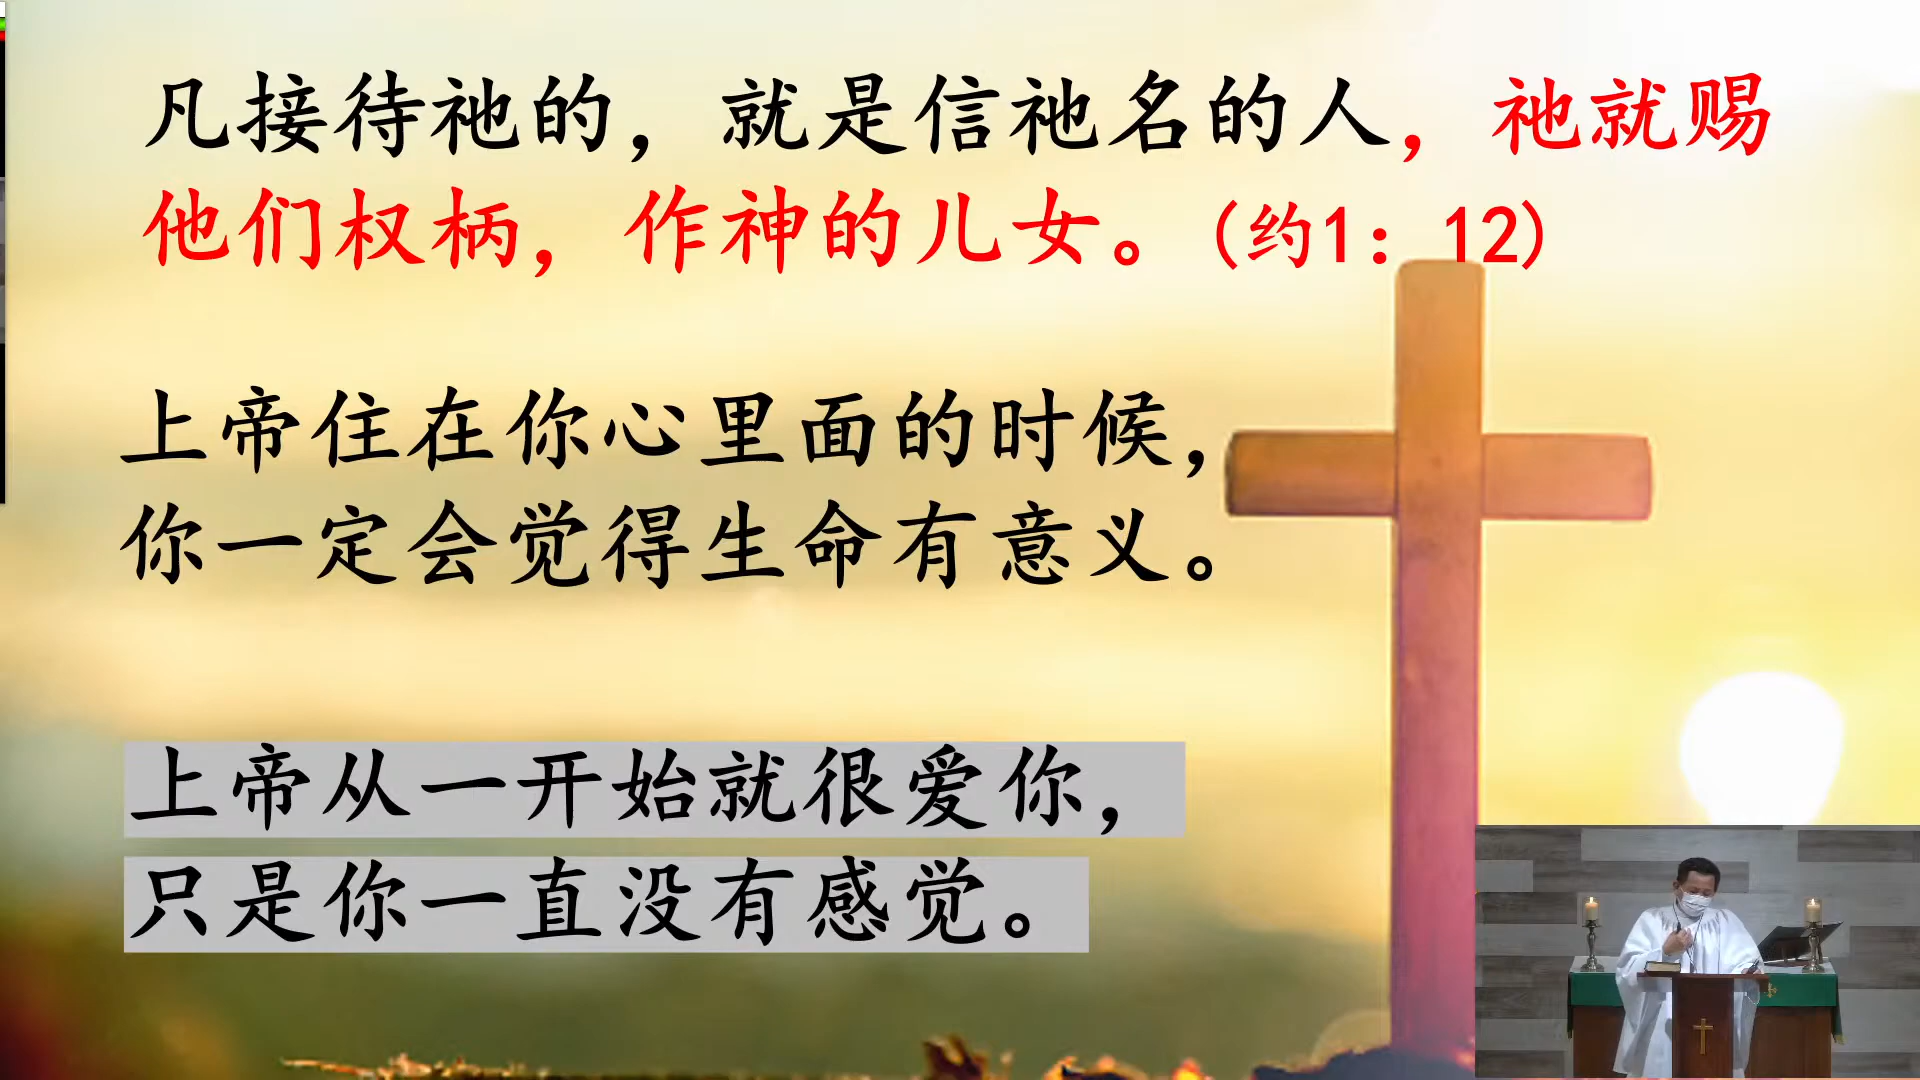 凡接待祂的，就是信祂名的人，祂就赐
他们权柄，作神的儿女。(约1：12)
上帝住在你心里面的时候，
你一定会觉得生命有意义。
上帝从一开始就很爱你，
只是你一直没有感觉。